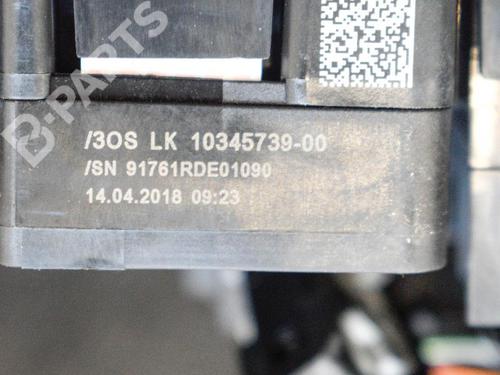 B-PARTS
/3OS LK 10345739-00
/SN 91761RDE01090
14.04.2018 09:23